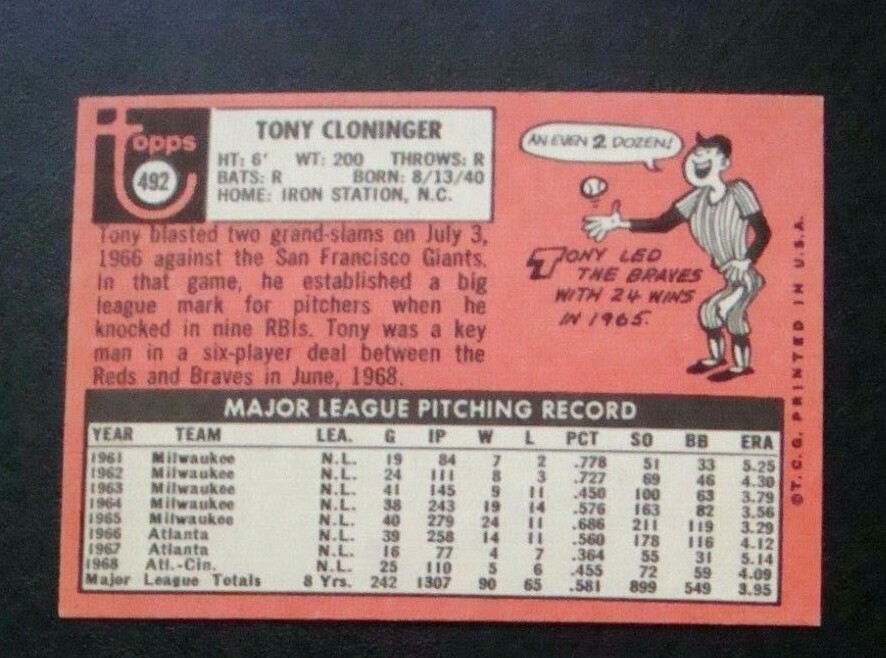 topps
492
TONY CLONINGER
HT: 6' WT: 200 THROWS: R
BATS: R BORN: 8/13/40
HOME: IRON STATION, N.C.
Tony blasted two grand-slams on July 3,
1966 against the San Francisco Giants.
In that game, he established a big
league mark for pitchers when he
knocked in nine RBIs. Tony was a key
man in a six-player deal between the
Reds and Braves in June, 1968.
AN EVEN 2 DOZEN!
TONY LED
THE BRAVES
WITH 24 WINS
IN 1965.
MAJOR LEAGUE PITCHING RECORD
YEAR TEAM LEA. G IP W L PCT SO BB ERA
1961 Milwaukee N.L. 19 84 7 2 .778 51 33 5.25
1962 Milwaukee N.L. 24 111 8 3 .727 69 46 4.30
1963 Milwaukee N.L. 41 145 9 11 .450 100 63 3.79
1964 Milwaukee N.L. 38 243 19 14 .576 163 82 3.56
1965 Milwaukee N.L. 40 279 24 11 .686 211 119 3.29
1966 Atlanta N.L. 39 258 14 11 .560 178 116 4.12
1967 Atlanta N.L. 16 77 4 7 .364 55 31 5.14
1968 Atl.-Cin. N.L. 25 110 5 6 .455 72 59 4.09
Major League Totals 8 Yrs. 242 1307 90 65 .581 899 549 3.95
©T.C.G. PRINTED IN U.S.A.